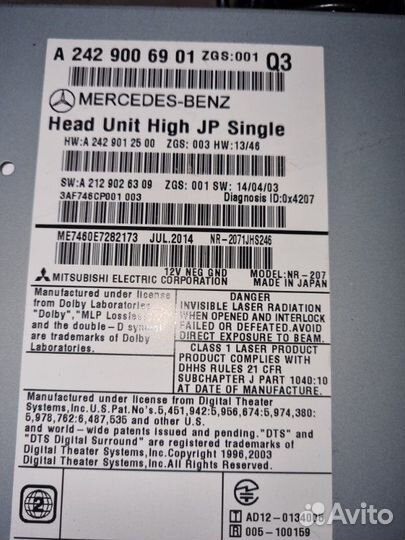 A 242 900 69 01 ZGS:001 Q3
MERCEDES-BENZ
Head Unit High JP Single
HW:A 242 901 25 00 ZGS: 003 HW:13/46
SW:A 212 902 63 09 ZGS: 001 SW: 14/04/03
3AF746CP001 003 Diagnosis ID:0x4207
ME7460E7282173 JUL.2014 NR-2071JHS246
12V NEG GND MODEL:NR-207
MITSUBISHI ELECTRIC CORPORATION MADE IN JAPAN
Manufactured under license
from Dolby Laboratories.
"Dolby", "MLP Lossless
and the double-D symbol
are trademarks of Dolby
Laboratories.
DANGER
INVISIBLE LASER RADIATION
WHEN OPENED AND INTERLOCK
FAILED OR DEFEATED.AVOID
DIRECT EXPOSURE TO BEAM.
CLASS 1 LASER PRODUCT
PRODUCT COMPLIES WITH
DHHS RULES 21 CFR
SUBCHAPTER J PART 1040:10
AT DATE OF MANUFACTURE.
Manufactured under license from Digital Theater
Systems,Inc.U.S.Pat.No's.5,451,942:5,956,674:5,974,380:
5,978,762:6,487,535 and other U.S.
and world-wide patents issued and pending."DTS" and
"DTS Digital Surround" are registered trademarks of
Digital Theater Systems,Inc.Copyright 1996,2003
Digital Theater Systems,Inc.All Rights Reserved.
2
T AD12-0134006
R 005-100159
Avito